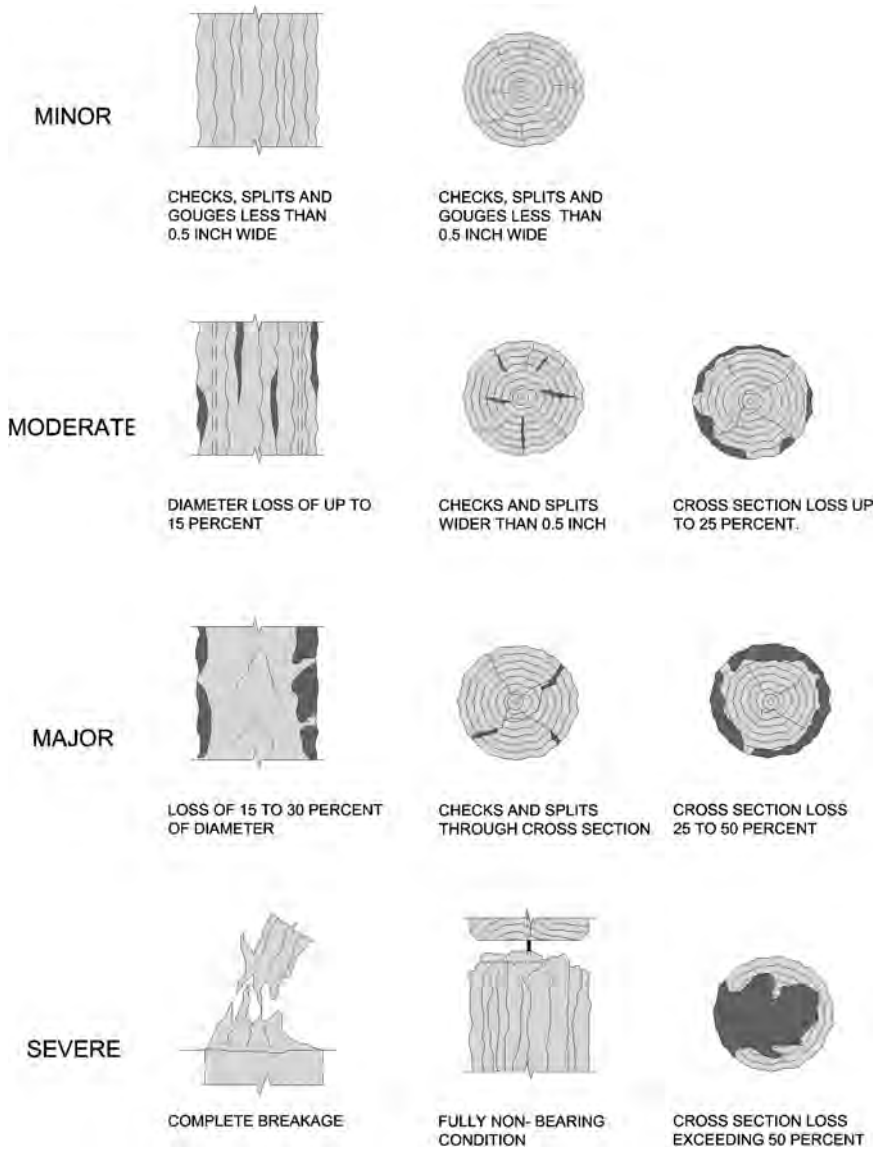 MINOR
CHECKS, SPLITS AND
GOUGES LESS THAN
0.5 INCH WIDE
CHECKS, SPLITS AND
GOUGES LESS THAN
0.5 INCH WIDE
MODERATE
DIAMETER LOSS OF UP TO
15 PERCENT
CHECKS AND SPLITS
WIDER THAN 0.5 INCH
CROSS SECTION LOSS UP
TO 25 PERCENT.
MAJOR
LOSS OF 15 TO 30 PERCENT
OF DIAMETER
CHECKS AND SPLITS
THROUGH CROSS SECTION
CROSS SECTION LOSS
25 TO 50 PERCENT
SEVERE
COMPLETE BREAKAGE
FULLY NON- BEARING
CONDITION
CROSS SECTION LOSS
EXCEEDING 50 PERCENT